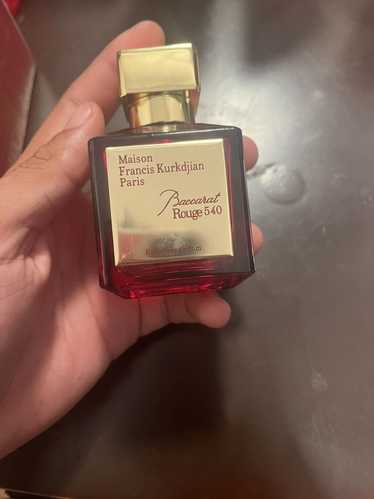 Maison
Francis Kurkdjian
Paris
Baccarat
Rouge 540